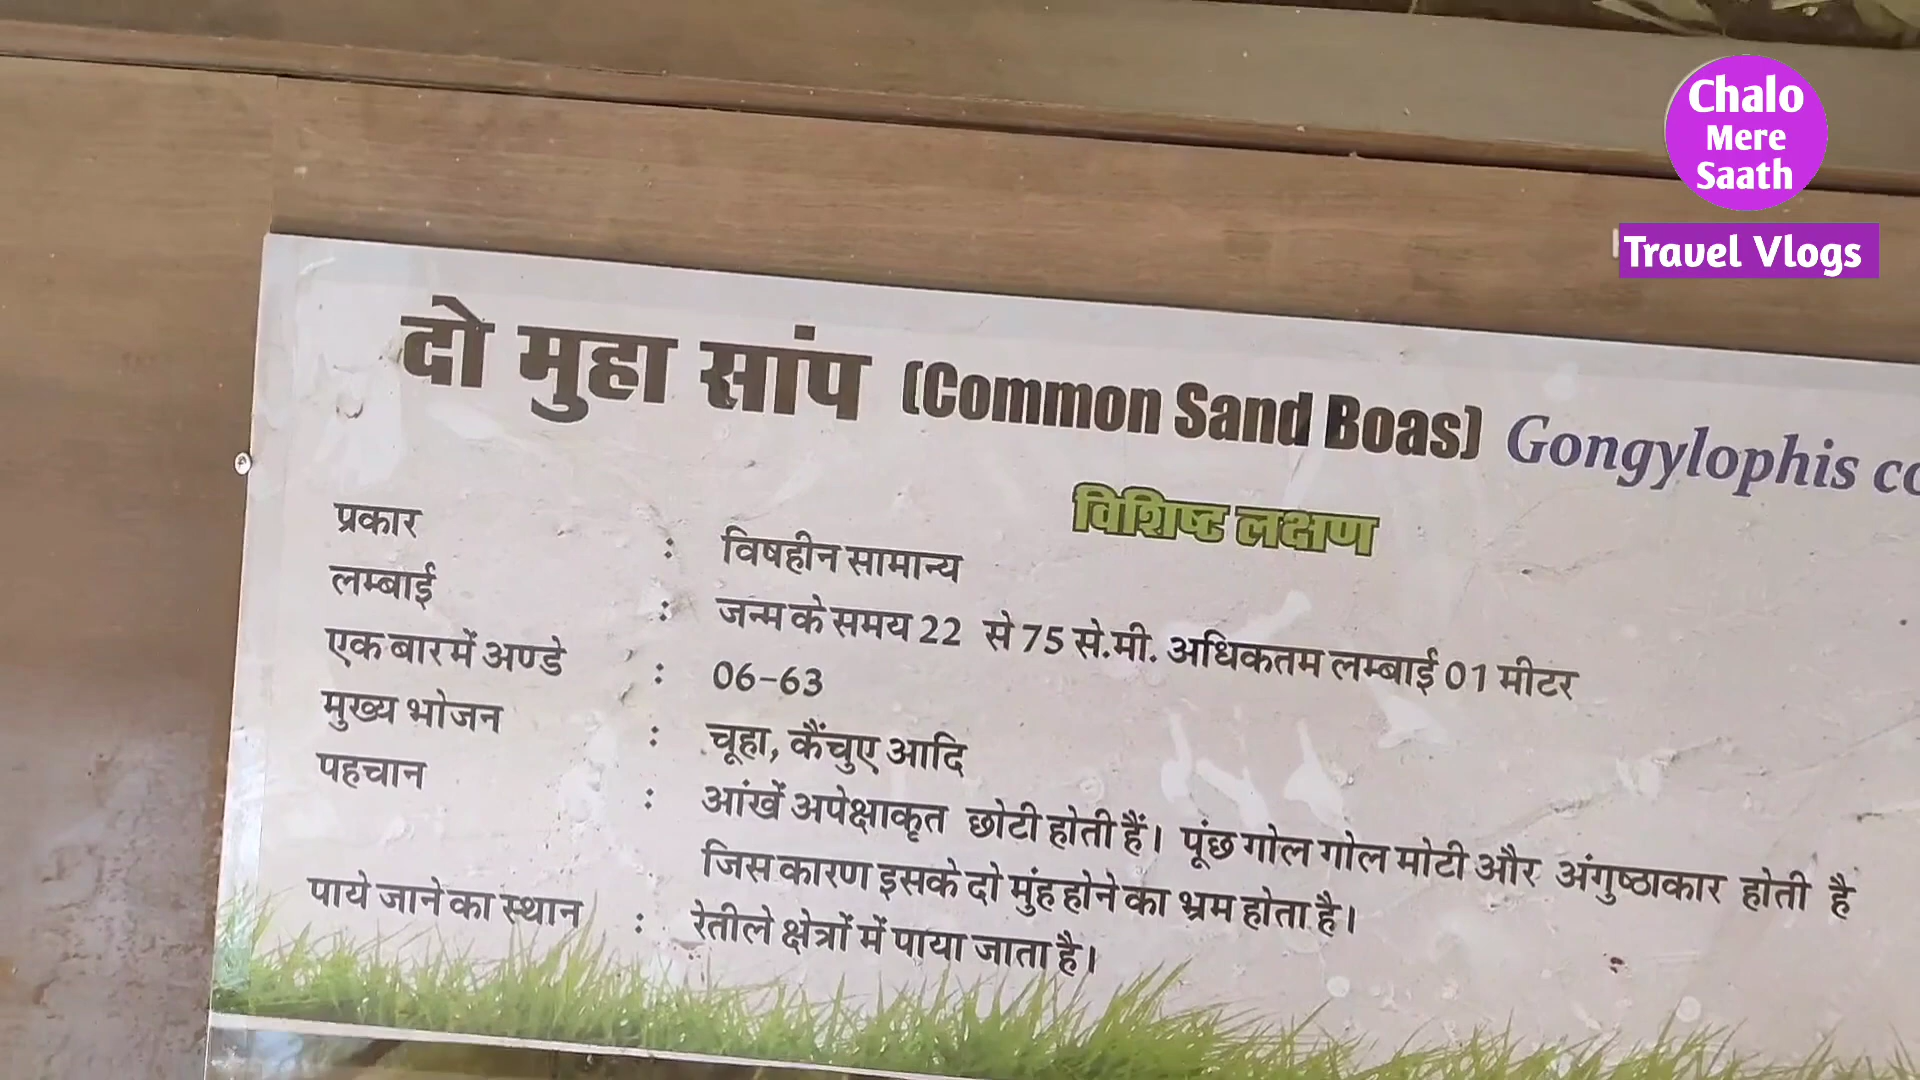 Chalo
Mere
Saath
Travel Vlogs
दो मुहा सांप (Common Sand Boas) Gongylophis
विशिष्ट लक्षण
प्रकार : विषहीन सामान्य
लम्बाई : जन्म के समय 22 से 75 से.मी. अधिकतम लम्बाई 01 मीटर
एक बार में अण्डे : 06-63
मुख्य भोजन : चूहा, कैंचुए आदि
पहचान : आंखें अपेक्षाकृत छोटी होती हैं। पूंछ गोल गोल मोटी और अंगुष्ठाकार होती है
जिस कारण इसके दो मुंह होने का भ्रम होता है।
पाये जाने का स्थान : रेतीले क्षेत्रों में पाया जाता है।